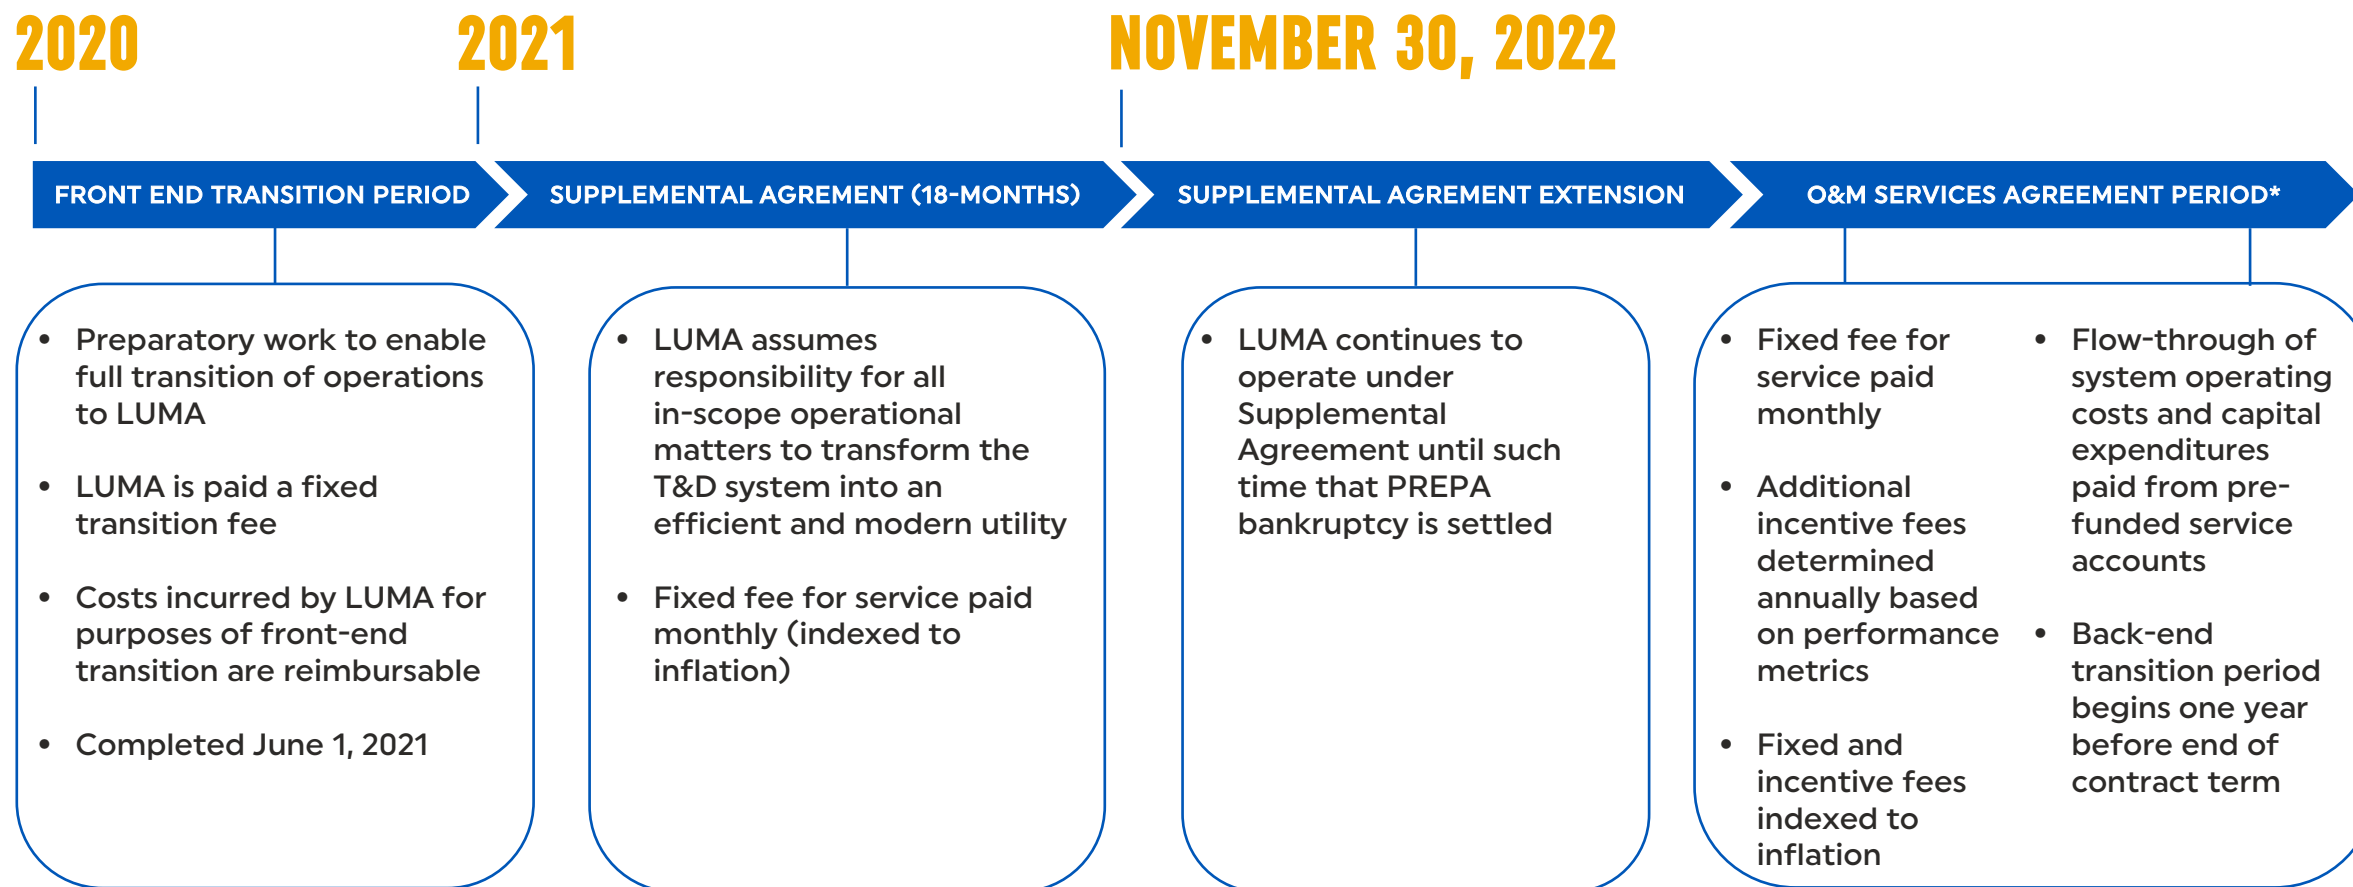 2020
2021
NOVEMBER 30, 2022
FRONT END TRANSITION PERIOD
SUPPLEMENTAL AGREMENT (18-MONTHS)
SUPPLEMENTAL AGREMENT EXTENSION
O&M SERVICES AGREEMENT PERIOD*
• Preparatory work to enable
full transition of operations
to LUMA
• LUMA is paid a fixed
transition fee
• Costs incurred by LUMA for
purposes of front-end
transition are reimbursable
• Completed June 1, 2021
• LUMA assumes
responsibility for all
in-scope operational
matters to transform the
T&D system into an
efficient and modern utility
• Fixed fee for service paid
monthly (indexed to
inflation)
• LUMA continues to
operate under
Supplemental
Agreement until such
time that PREPA
bankruptcy is settled
• Fixed fee for
service paid
monthly
• Additional
incentive fees
determined
annually based
on performance
metrics
• Fixed and
incentive fees
indexed to
inflation
• Flow-through of
system operating
costs and capital
expenditures
paid from pre-
funded service
accounts
• Back-end
transition period
begins one year
before end of
contract term